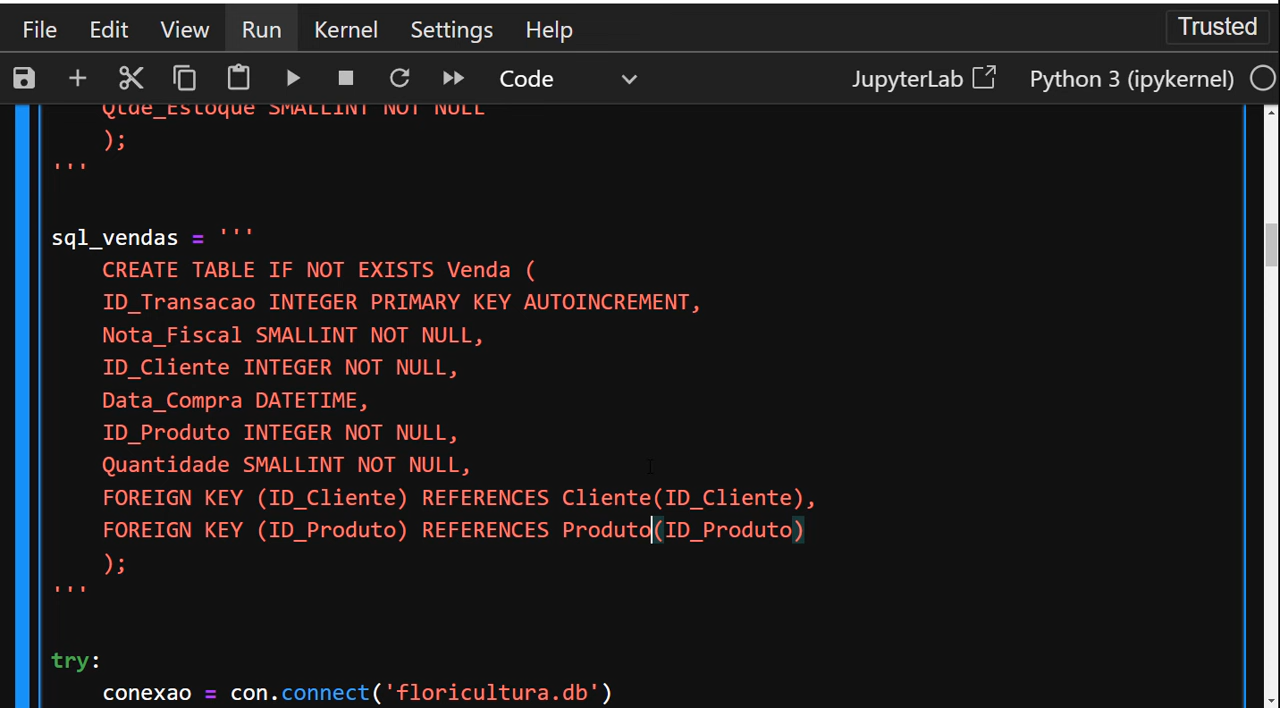 File Edit View Run Kernel Settings Help Trusted
Code JupyterLab Python 3 (ipykernel)
Qtde_Estoque SMALLINT NOT NULL
);
'''
sql_vendas = '''
CREATE TABLE IF NOT EXISTS Venda (
ID_Transacao INTEGER PRIMARY KEY AUTOINCREMENT,
Nota_Fiscal SMALLINT NOT NULL,
ID_Cliente INTEGER NOT NULL,
Data_Compra DATETIME,
ID_Produto INTEGER NOT NULL,
Quantidade SMALLINT NOT NULL,
FOREIGN KEY (ID_Cliente) REFERENCES Cliente(ID_Cliente),
FOREIGN KEY (ID_Produto) REFERENCES Produto(ID_Produto)
);
'''
try:
conexao = con.connect('floricultura.db')